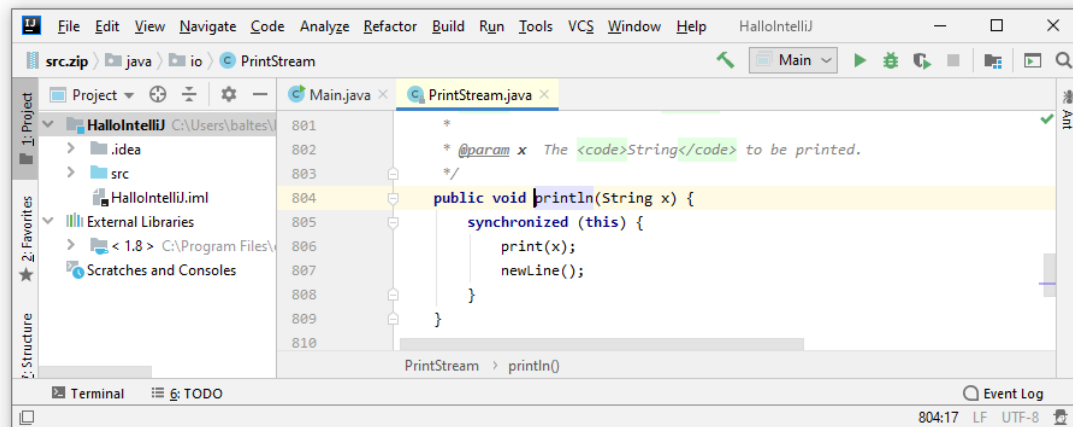 IJ File Edit View Navigate Code Analyze Refactor Build Run Tools VCS Window Help HalloIntelliJ
src.zip java io PrintStream Main
1: Project
2: Favorites
7: Structure
Project
HalloIntelliJ C:\Users\baltes\
.idea
src
HalloIntelliJ.iml
External Libraries
< 1.8 > C:\Program Files\
Scratches and Consoles
Main.java PrintStream.java
801 *
802 * @param x The <code>String</code> to be printed.
803 */
804 public void println(String x) {
805 synchronized (this) {
806 print(x);
807 newLine();
808 }
809 }
810
PrintStream > println()
Ant
Terminal 6: TODO Event Log
804:17 LF UTF-8